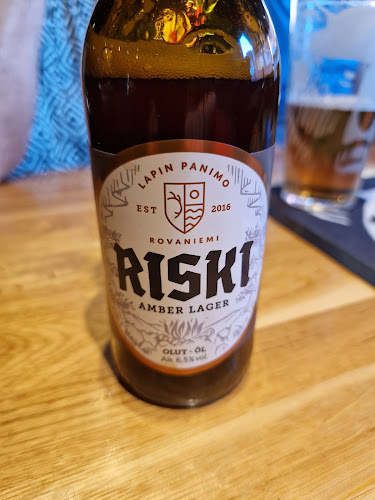 LAPIN PANIMO
EST 2016
ROVANIEMI
RISKI
AMBER LAGER
OLUT - ÖL
Alk. 6,5% vol